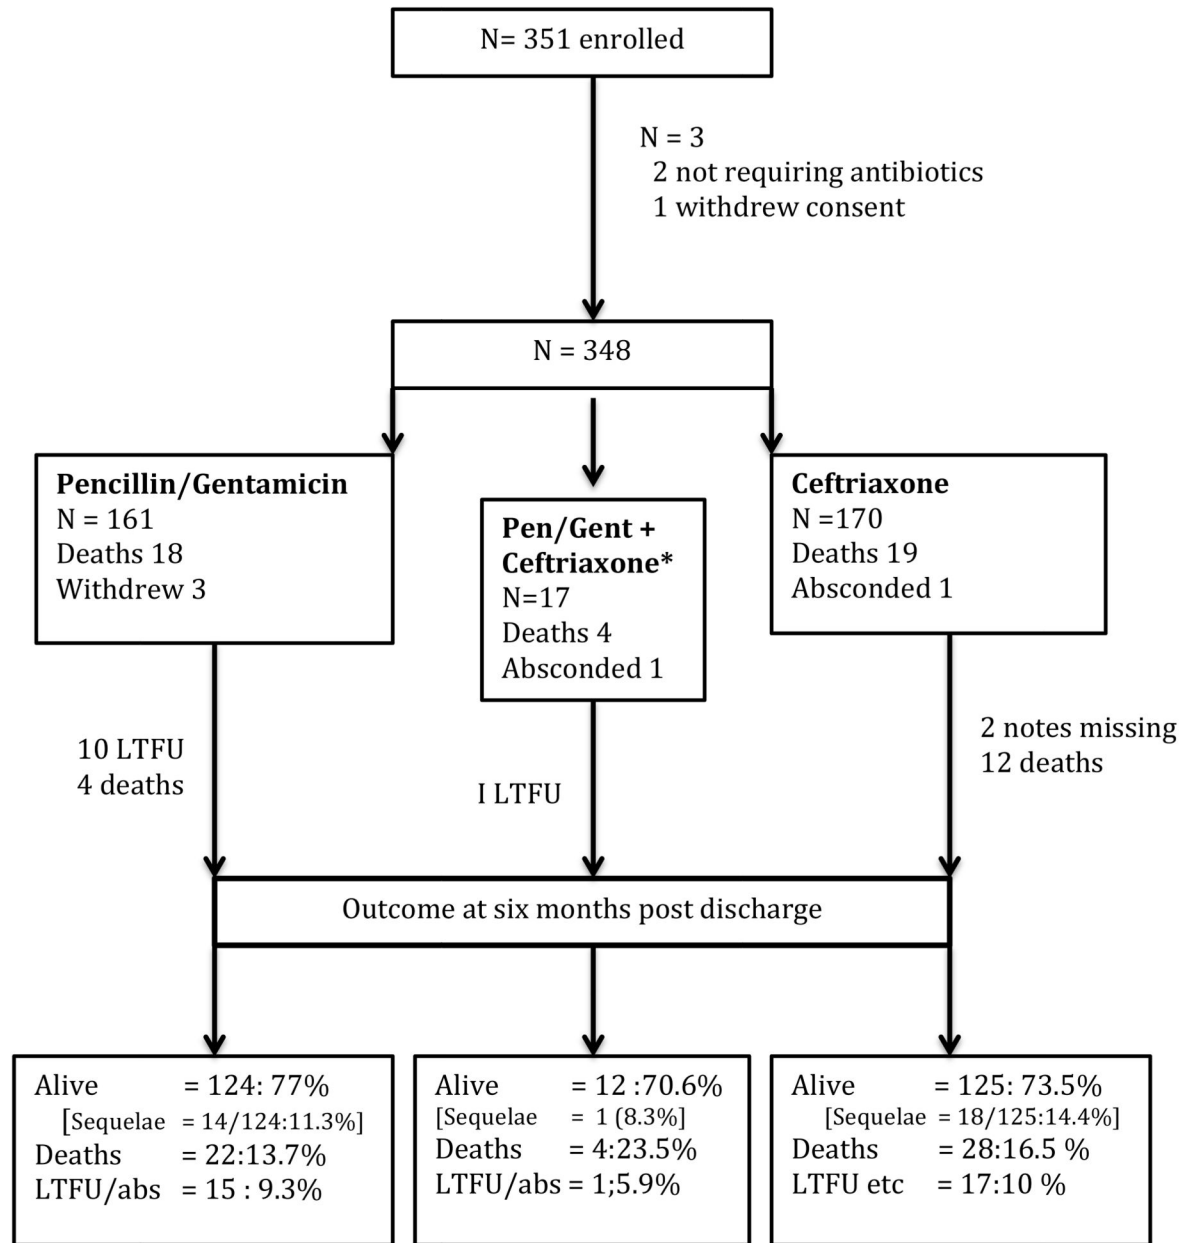 N= 351 enrolled
N = 3
2 not requiring antibiotics
1 withdrew consent
N = 348
Pencillin/Gentamicin
N = 161
Deaths 18
Withdrew 3
Pen/Gent +
Ceftriaxone*
N=17
Deaths 4
Absconded 1
Ceftriaxone
N =170
Deaths 19
Absconded 1
10 LTFU
4 deaths
I LTFU
2 notes missing
12 deaths
Outcome at six months post discharge
Alive = 124: 77%
[Sequelae = 14/124:11.3%]
Deaths = 22:13.7%
LTFU/abs = 15 : 9.3%
Alive = 12 :70.6%
[Sequelae = 1 (8.3%]
Deaths = 4:23.5%
LTFU/abs = 1;5.9%
Alive = 125: 73.5%
[Sequelae = 18/125:14.4%]
Deaths = 28:16.5 %
LTFU etc = 17:10 %